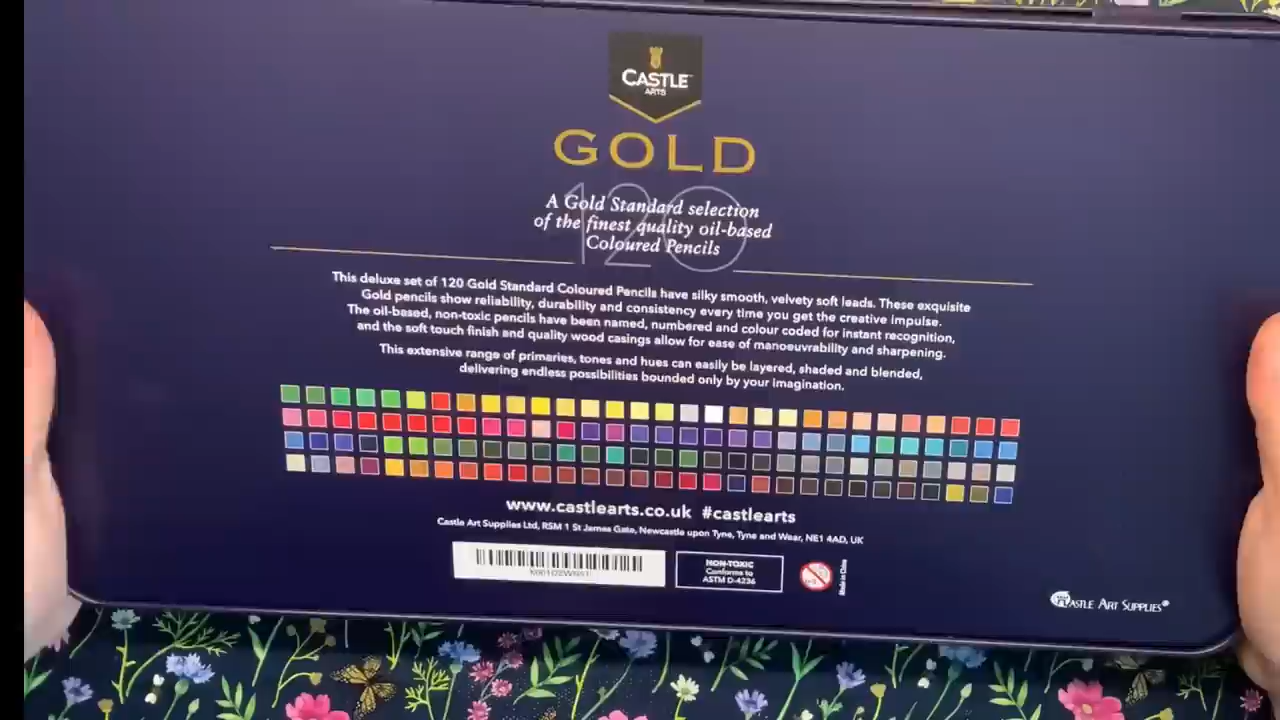 CASTLE™
ARTS
GOLD
120
A Gold Standard selection
of the finest quality oil-based
Coloured Pencils
This deluxe set of 120 Gold Standard Coloured Pencils have silky smooth, velvety soft leads. These exquisite
Gold pencils show reliability, durability and consistency every time you get the creative impulse.
The oil-based, non-toxic pencils have been named, numbered and colour coded for instant recognition,
and the soft touch finish and quality wood casings allow for ease of manoeuvrability and sharpening.
This extensive range of primaries, tones and hues can easily be layered, shaded and blended,
delivering endless possibilities bounded only by your imagination.
www.castlearts.co.uk #castlearts
Castle Art Supplies Ltd, RSM 1 St James Gate, Newcastle upon Tyne, Tyne and Wear, NE1 4AD, UK
NON-TOXIC
Conforms to
ASTM D-4236
Made in China
CASTLE ART SUPPLIES®